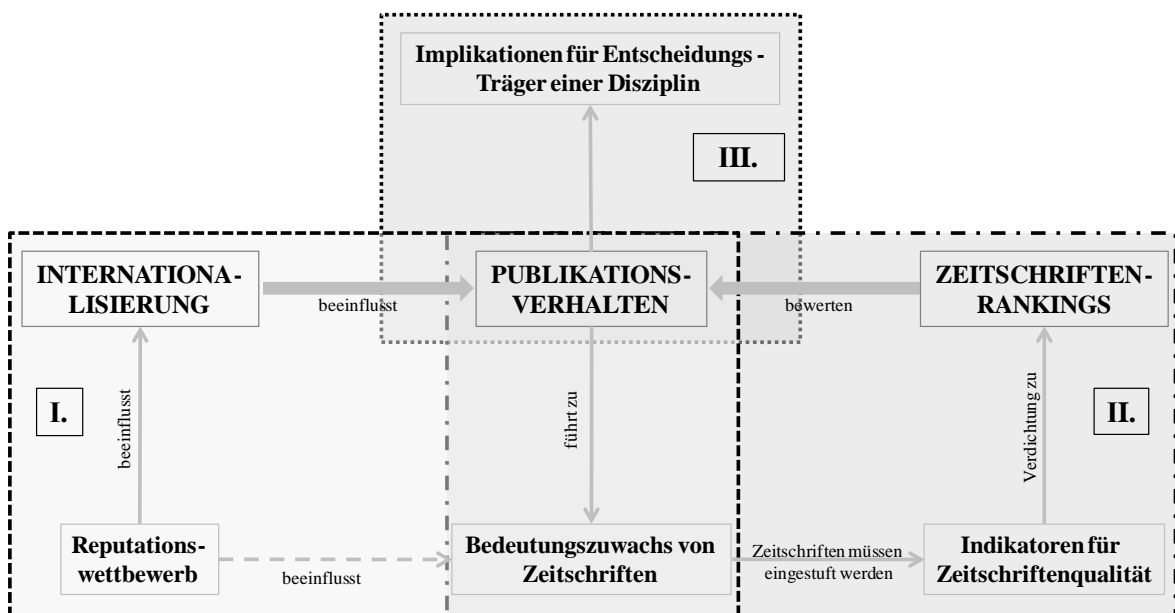 Implikationen für Entscheidungs -
Träger einer Disziplin
III.
INTERNATIONA-
LISIERUNG
beeinflusst
PUBLIKATIONS-
VERHALTEN
bewerten
ZEITSCHRIFTEN-
RANKINGS
I.
beeinflusst
führt zu
Verdichtung zu
II.
Reputations-
wettbewerb
beeinflusst
Bedeutungszuwachs von
Zeitschriften
Zeitschriften müssen
eingestuft werden
Indikatoren für
Zeitschriftenqualität